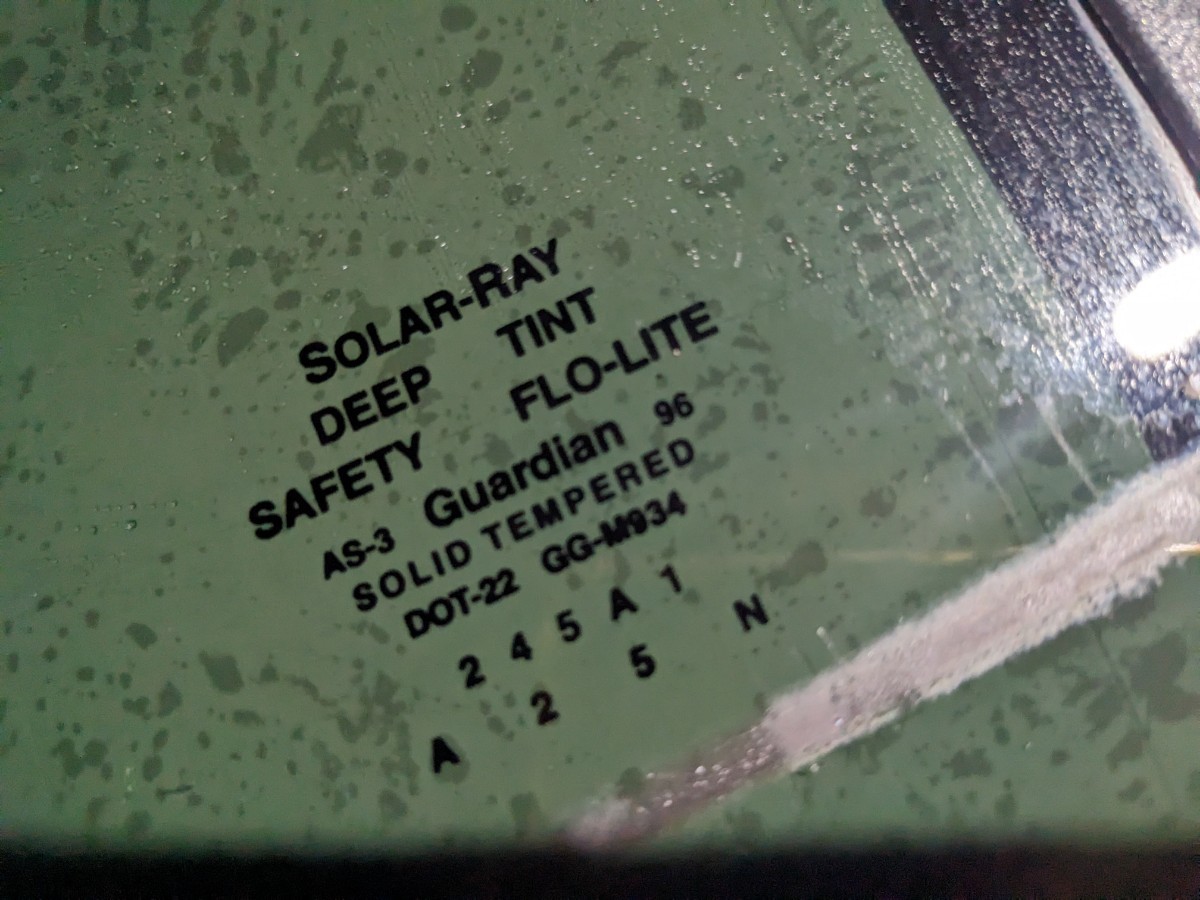 SOLAR-RAY
DEEP TINT
SAFETY FLO-LITE
AS-3 Guardian 96
SOLID TEMPERED
DOT-22 GG-M934
2 4 5 A 1
A 2 5 N